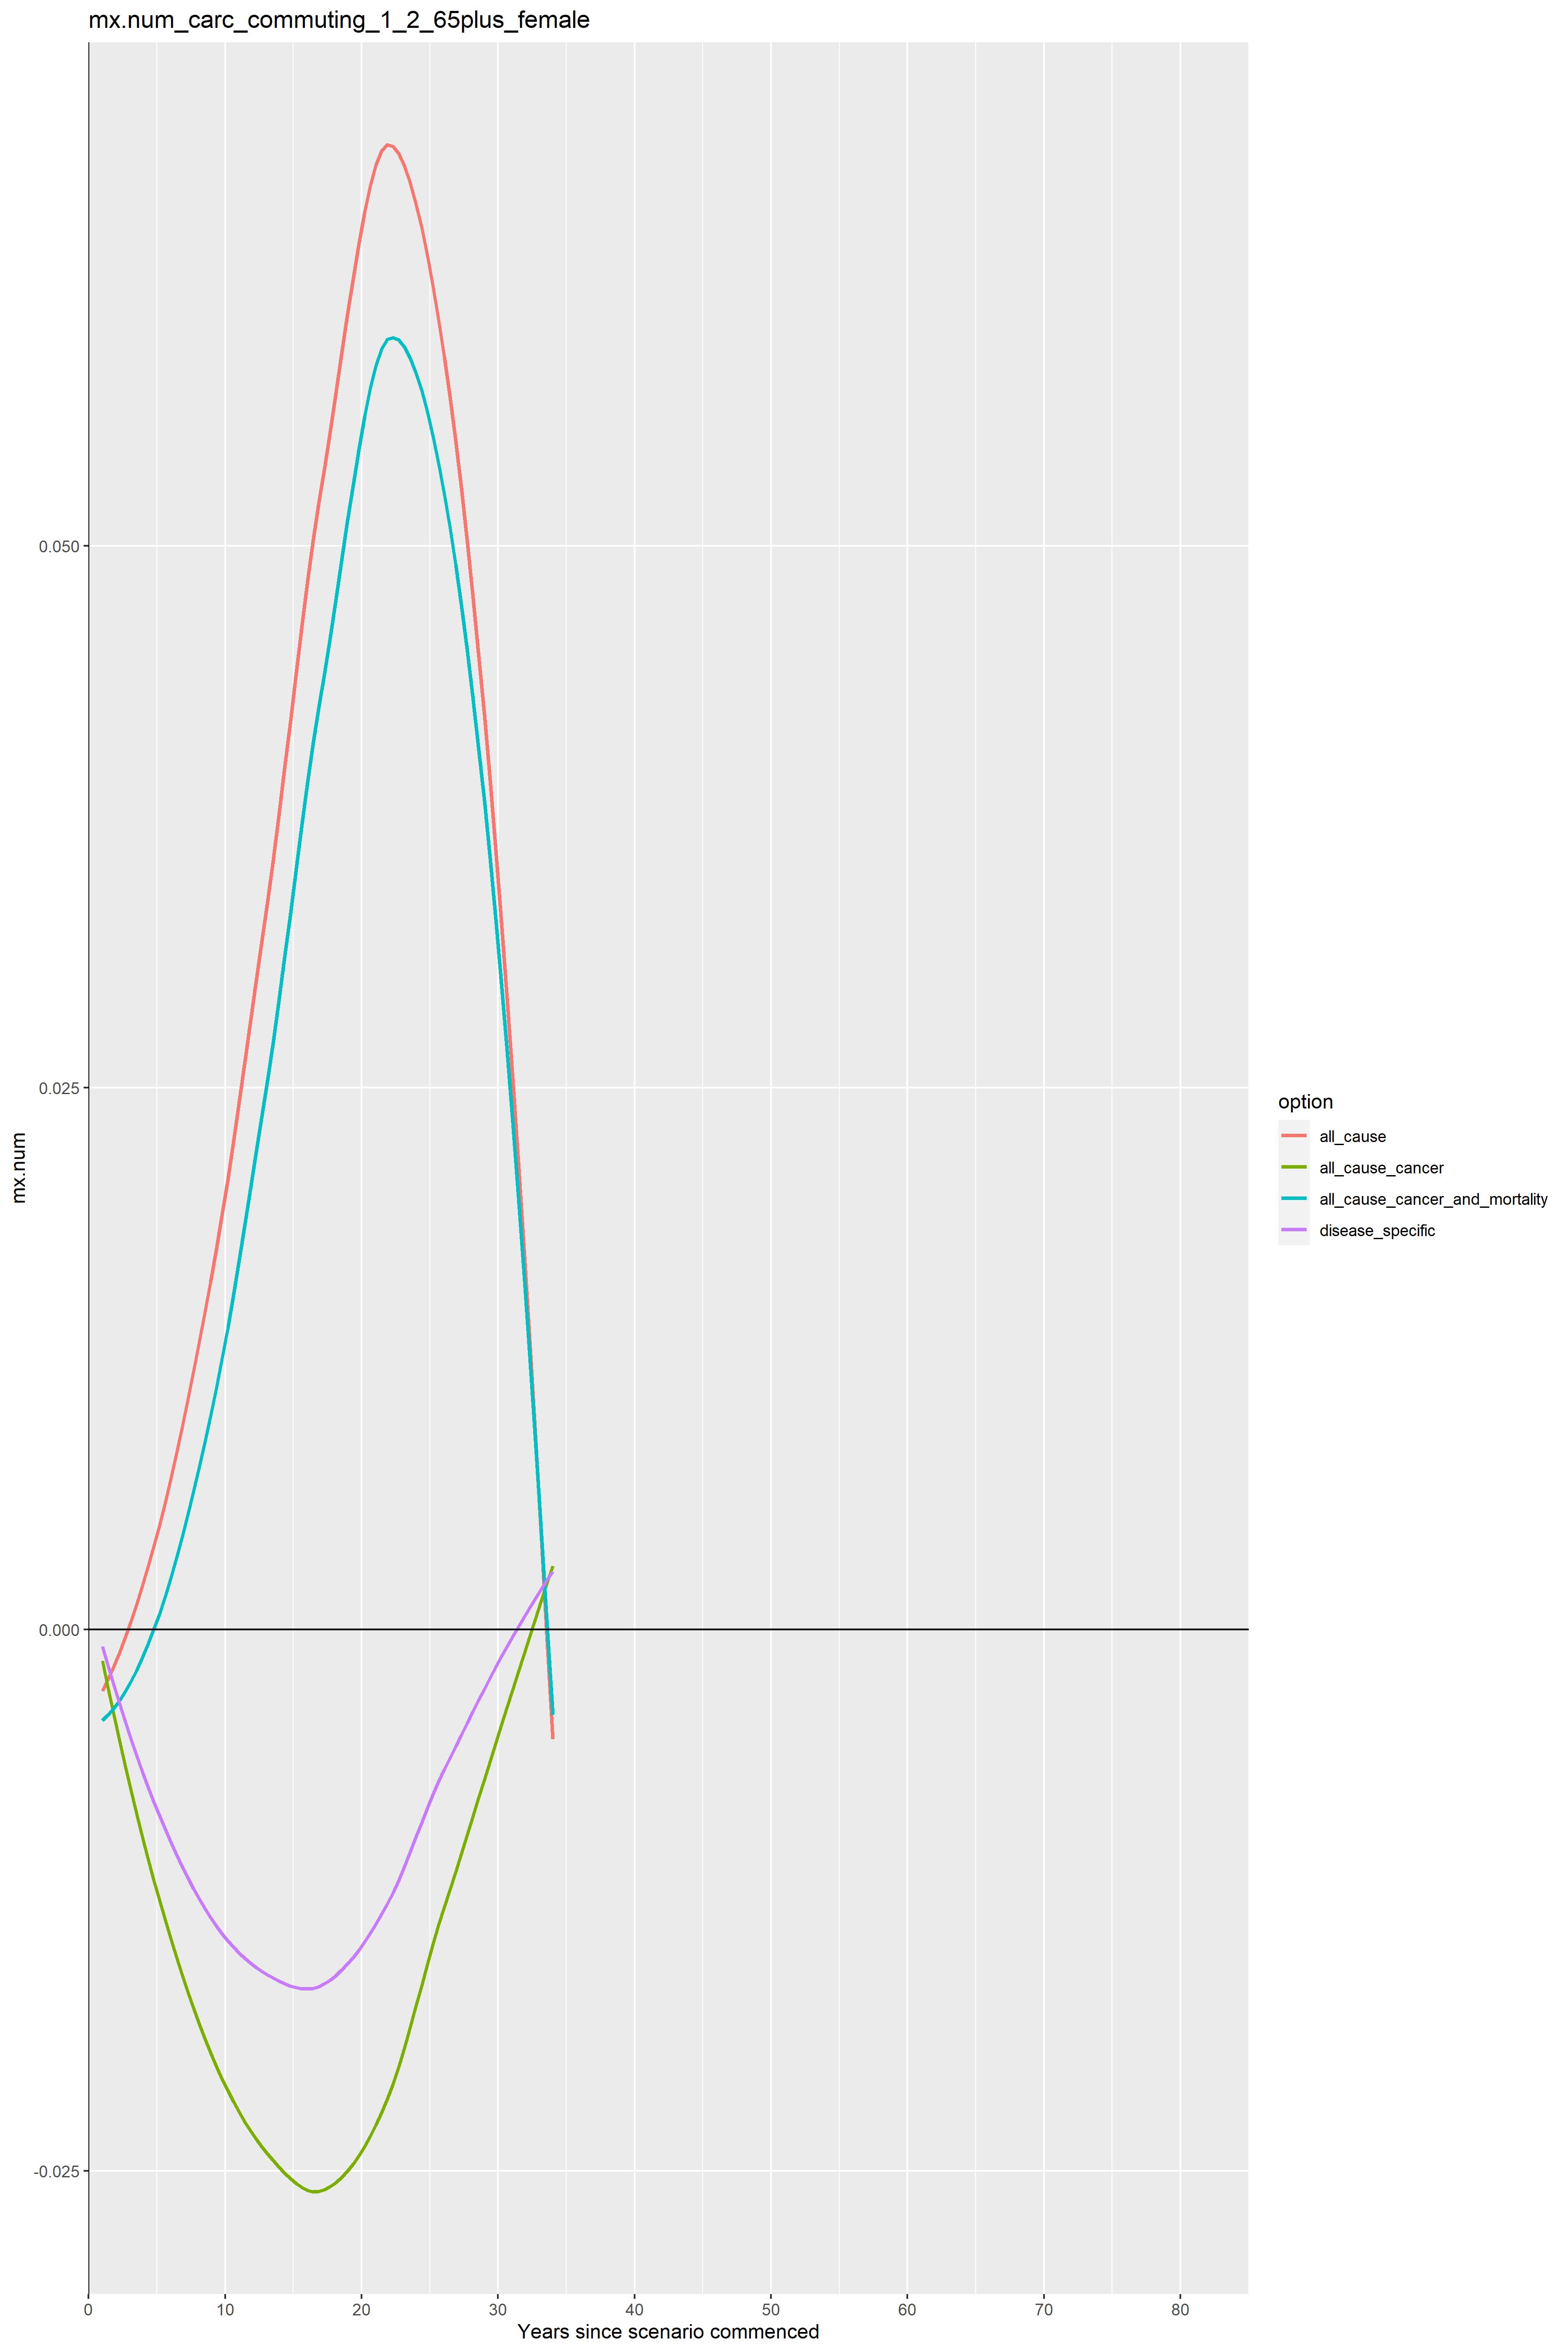 mx.num_carc_commuting_1_2_65plus_female
mx.num
0.050
0.025
0.000
-0.025
0 10 20 30 40 50 60 70 80
Years since scenario commenced
option
all_cause
all_cause_cancer
all_cause_cancer_and_mortality
disease_specific